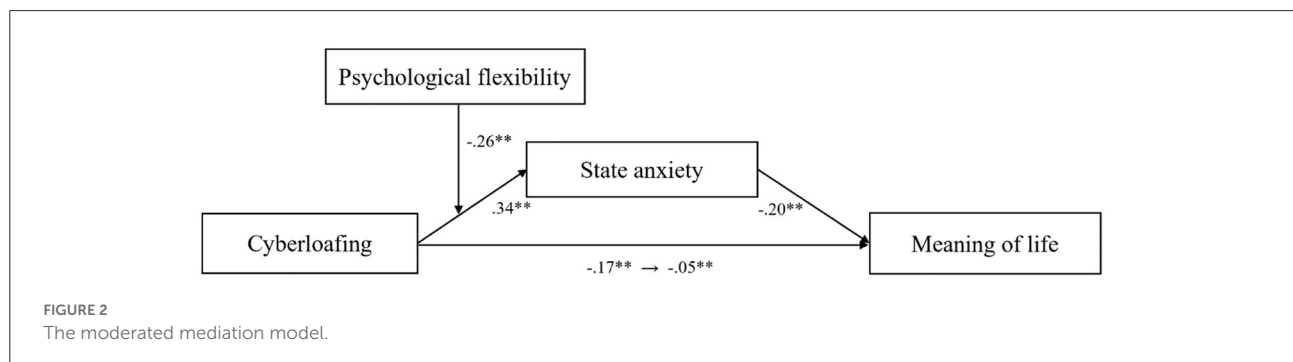 Psychological flexibility
-.26**
State anxiety
.34**
-.20**
Cyberloafing
Meaning of life
-.17** → -.05**
FIGURE 2
The moderated mediation model.